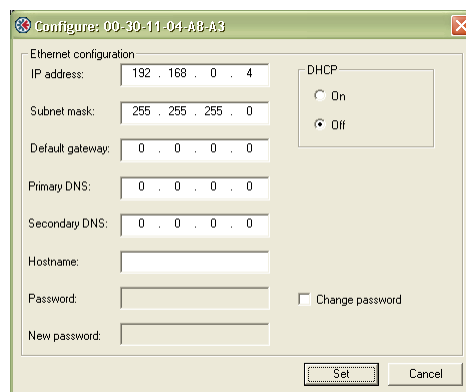 Configure: 00-30-11-04-A8-A3
Ethernet configuration
IP address: 192 . 168 . 0 . 4
DHCP
On
Subnet mask: 255 . 255 . 255 . 0
Off
Default gateway: 0 . 0 . 0 . 0
Primary DNS: 0 . 0 . 0 . 0
Secondary DNS: 0 . 0 . 0 . 0
Hostname:
Password:
Change password
New password:
Set Cancel